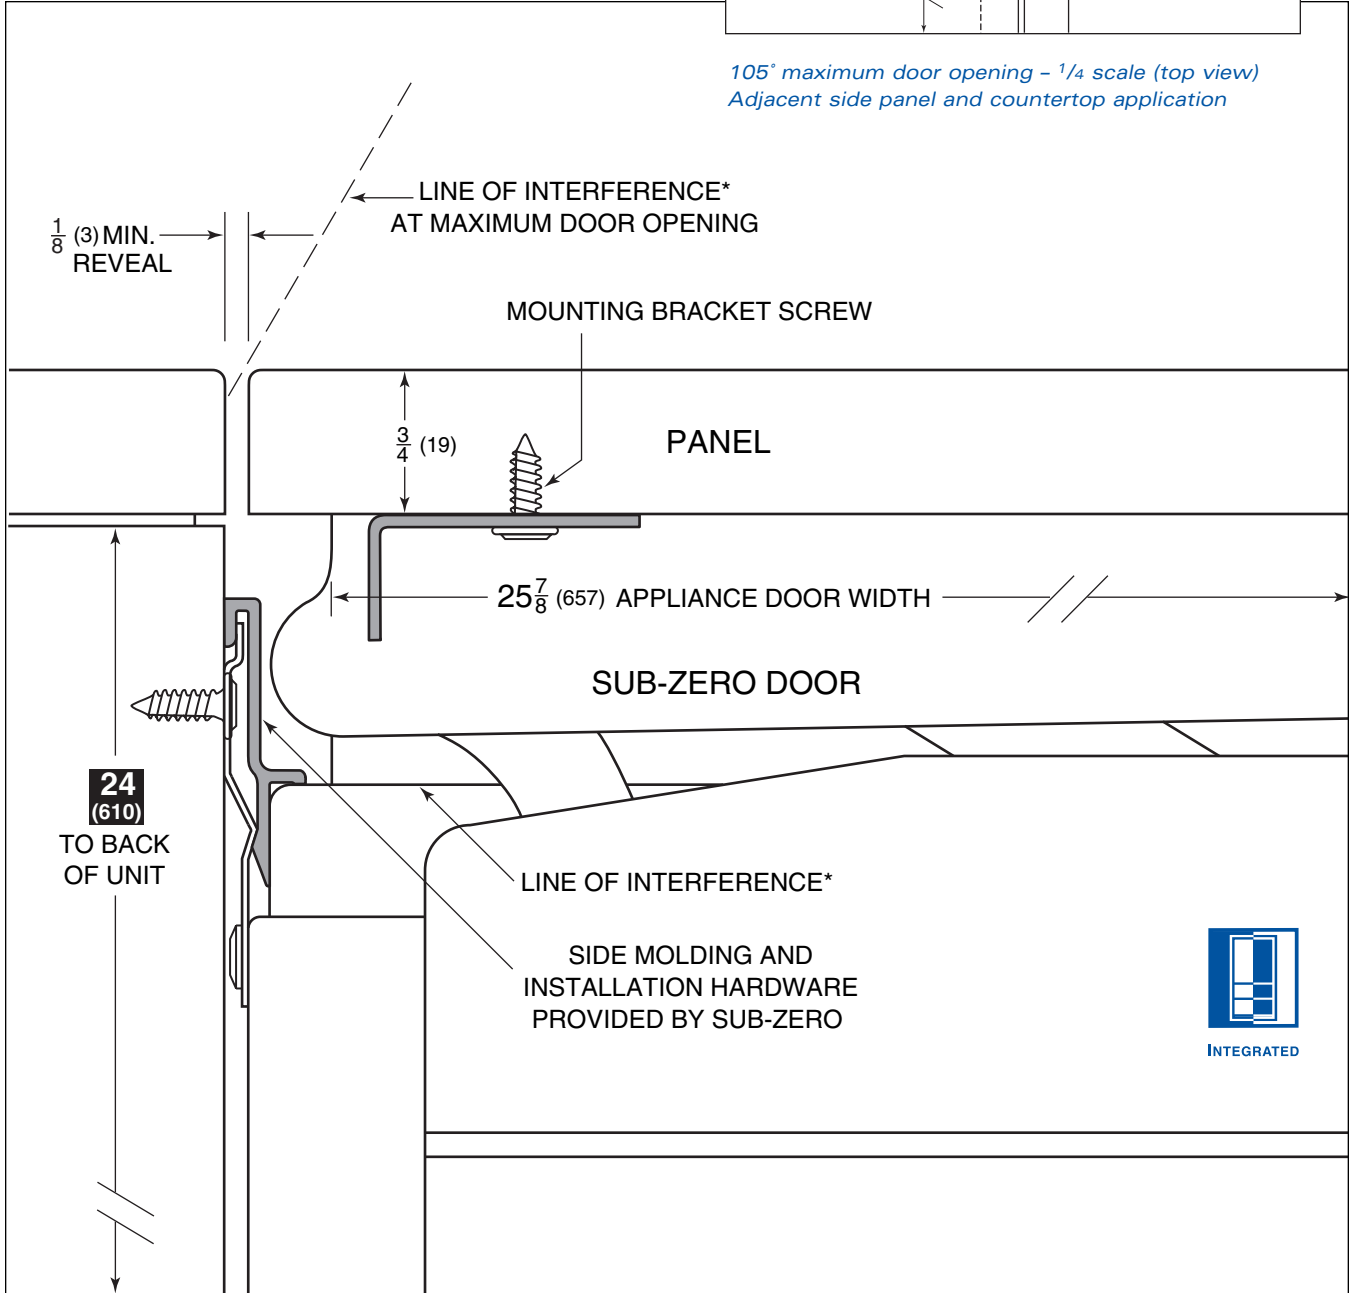 105° maximum door opening – 1/4 scale (top view)
Adjacent side panel and countertop application
LINE OF INTERFERENCE*
AT MAXIMUM DOOR OPENING
1/8 (3) MIN.
REVEAL
MOUNTING BRACKET SCREW
3/4 (19)
PANEL
25 7/8 (657) APPLIANCE DOOR WIDTH
SUB-ZERO DOOR
24
(610)
TO BACK
OF UNIT
LINE OF INTERFERENCE*
SIDE MOLDING AND
INSTALLATION HARDWARE
PROVIDED BY SUB-ZERO
INTEGRATED